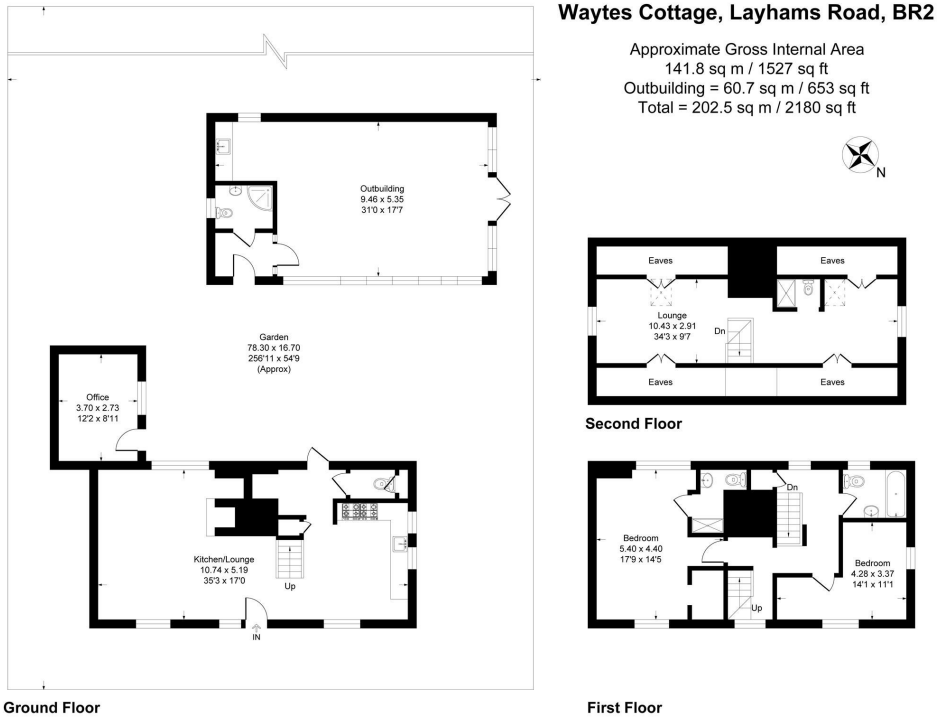 Waytes Cottage, Layhams Road, BR2
Approximate Gross Internal Area
141.8 sq m / 1527 sq ft
Outbuilding = 60.7 sq m / 653 sq ft
Total = 202.5 sq m / 2180 sq ft
N
Outbuilding
9.46 x 5.35
31'0 x 17'7
Garden
78.30 x 16.70
256'11 x 54'9
(Approx)
Office
3.70 x 2.73
12'2 x 8'11
Kitchen/Lounge
10.74 x 5.19
35'3 x 17'0
Up
IN
Ground Floor
Eaves
Eaves
Lounge
10.43 x 2.91
34'3 x 9'7
Dn
Eaves
Eaves
Second Floor
Dn
Bedroom
5.40 x 4.40
17'9 x 14'5
Bedroom
4.28 x 3.37
14'1 x 11'1
Up
First Floor